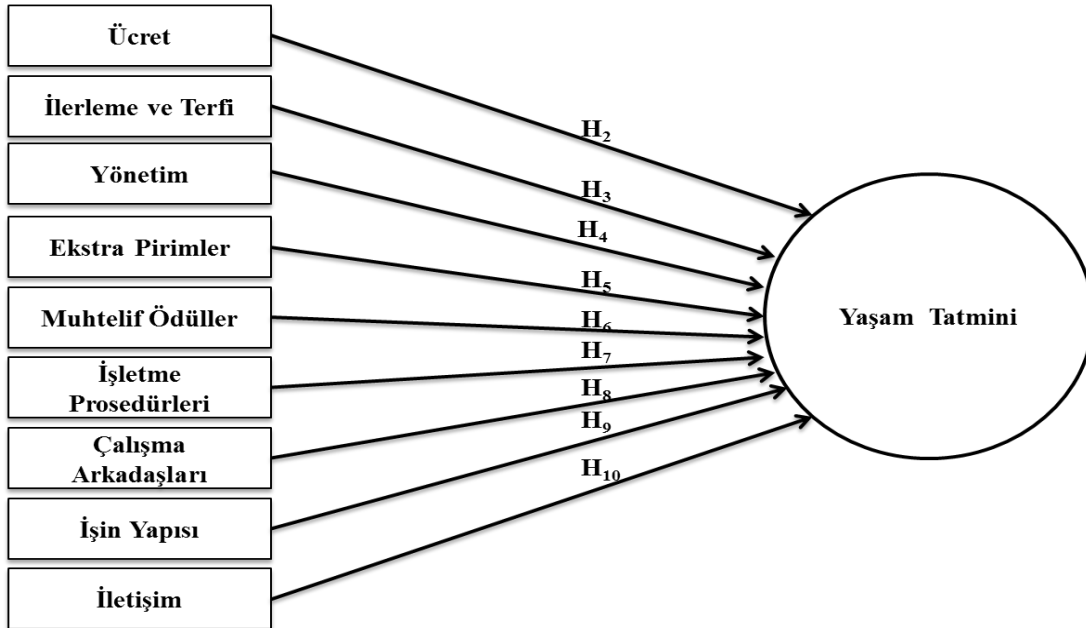 Ücret
İlerleme ve Terfi
Yönetim
Ekstra Pirimler
Muhtelif Ödüller
İşletme
Prosedürleri
Çalışma
Arkadaşları
İşin Yapısı
İletişim
H2
H3
H4
H5
H6
H7
H8
H9
H10
Yaşam Tatmini